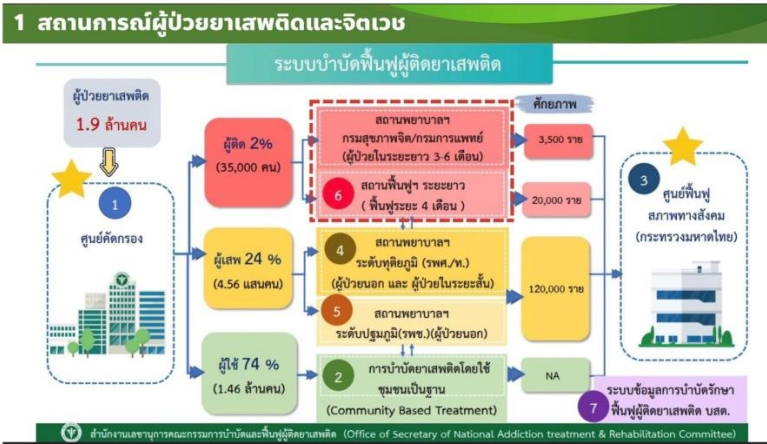 1 สถานการณ์ผู้ป่วยยาเสพติดและจิตเวช
ระบบบำบัดฟื้นฟูผู้ติดยาเสพติด
ผู้ป่วยยาเสพติด
1.9 ล้านคน
1
ศูนย์คัดกรอง
ผู้ติด 2%
(35,000 คน)
ผู้เสพ 24 %
(4.56 แสนคน)
ผู้ใช้ 74 %
(1.46 ล้านคน)
สถานพยาบาลฯ
กรมสุขภาพจิต/กรมการแพทย์
(ผู้ป่วยในระยะยาว 3-6 เดือน)
6
สถานฟื้นฟูฯ ระยะยาว
( ฟื้นฟูระยะ 4 เดือน )
4
สถานพยาบาลฯ
ระดับทุติยภูมิ (รพศ./ท.)
(ผู้ป่วยนอก และ ผู้ป่วยในระยะสั้น)
5
สถานพยาบาลฯ
ระดับปฐมภูมิ(รพช.)(ผู้ป่วยนอก)
2
การบำบัดยาเสพติดโดยใช้
ชุมชนเป็นฐาน
(Community Based Treatment)
ศักยภาพ
3,500 ราย
20,000 ราย
120,000 ราย
NA
3
ศูนย์ฟื้นฟู
สภาพทางสังคม
(กระทรวงมหาดไทย)
7
ระบบข้อมูลการบำบัดรักษา
ฟื้นฟูผู้ติดยาเสพติด บสต.
สำนักงานเลขานุการคณะกรรมการบำบัดและฟื้นฟูผู้ติดยาเสพติด (Office of Secretary of National Addiction treatment & Rehabilitation Committee)